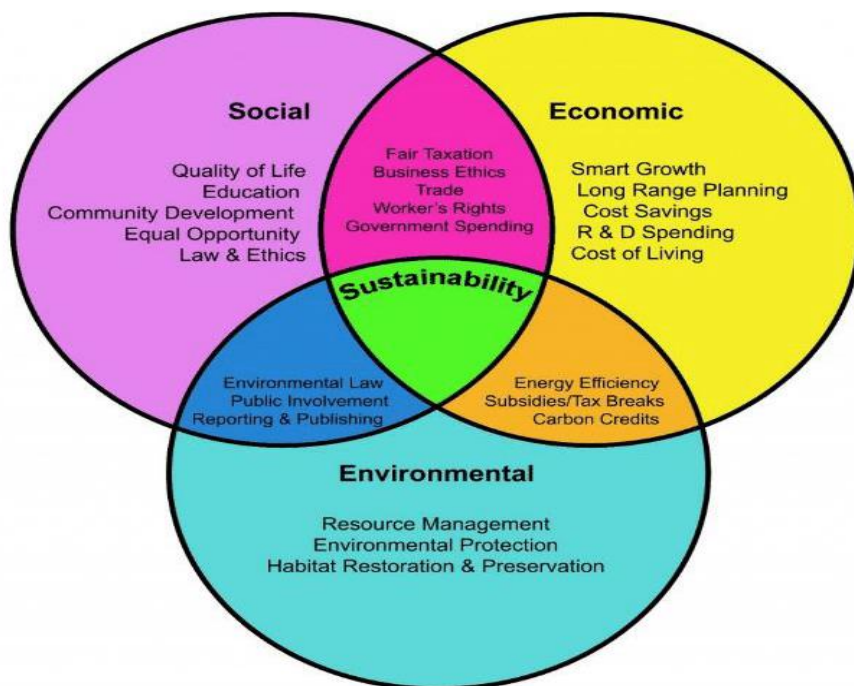 Social
Quality of Life
Education
Community Development
Equal Opportunity
Law & Ethics
Fair Taxation
Business Ethics
Trade
Worker's Rights
Government Spending
Economic
Smart Growth
Long Range Planning
Cost Savings
R & D Spending
Cost of Living
Sustainability
Environmental Law
Public Involvement
Reporting & Publishing
Energy Efficiency
Subsidies/Tax Breaks
Carbon Credits
Environmental
Resource Management
Environmental Protection
Habitat Restoration & Preservation